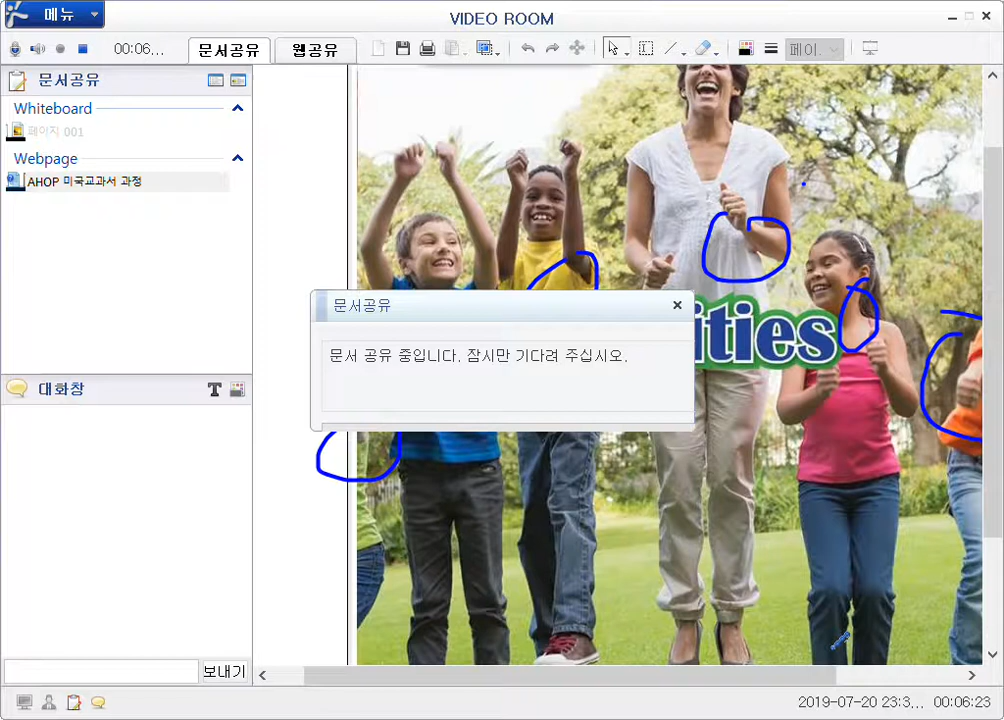 메뉴
VIDEO ROOM
00:06...
문서공유
웹공유
페이.
문서공유
Whiteboard
페이지 001
Webpage
AHOP 미국교과서 과정
문서공유
문서 공유 중입니다. 잠시만 기다려 주십시오.
ities
대화창
T
보내기
2019-07-20 23:3... 00:06:23